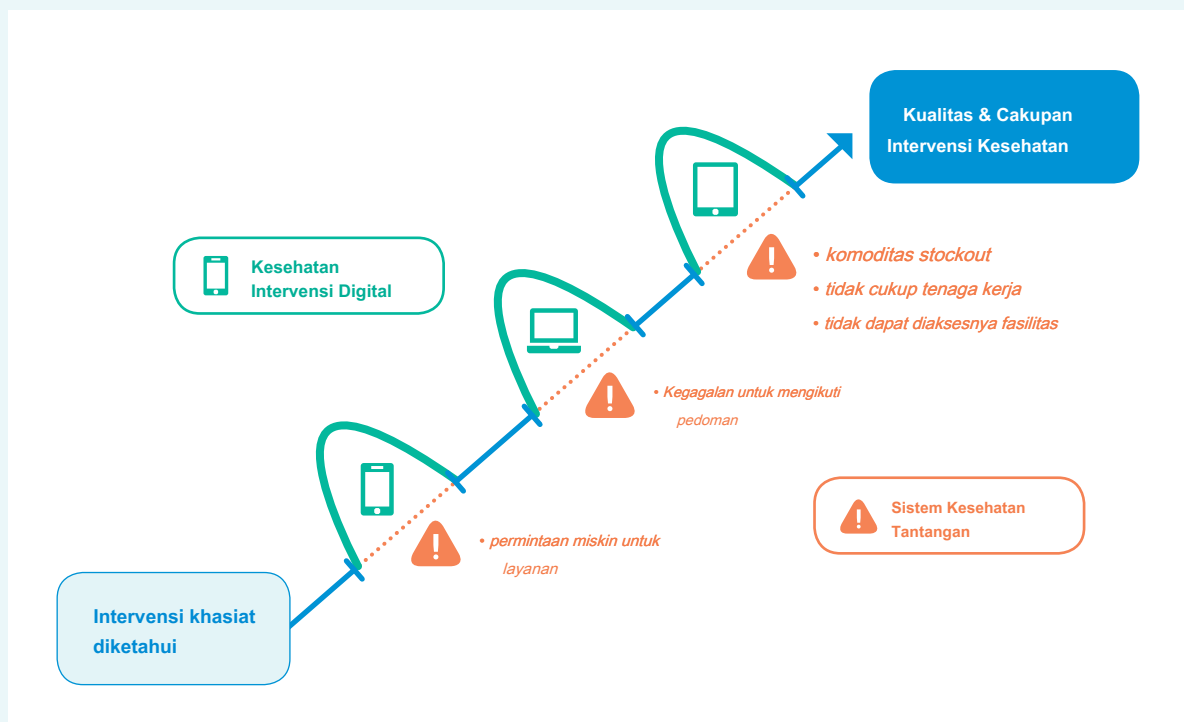 Kualitas & Cakupan
Intervensi Kesehatan
Kesehatan
Intervensi Digital
• komoditas stockout
• tidak cukup tenaga kerja
• tidak dapat diaksesnya fasilitas
• Kegagalan untuk mengikuti
pedoman
Sistem Kesehatan
Tantangan
• permintaan miskin untuk
layanan
Intervensi khasiat
diketahui